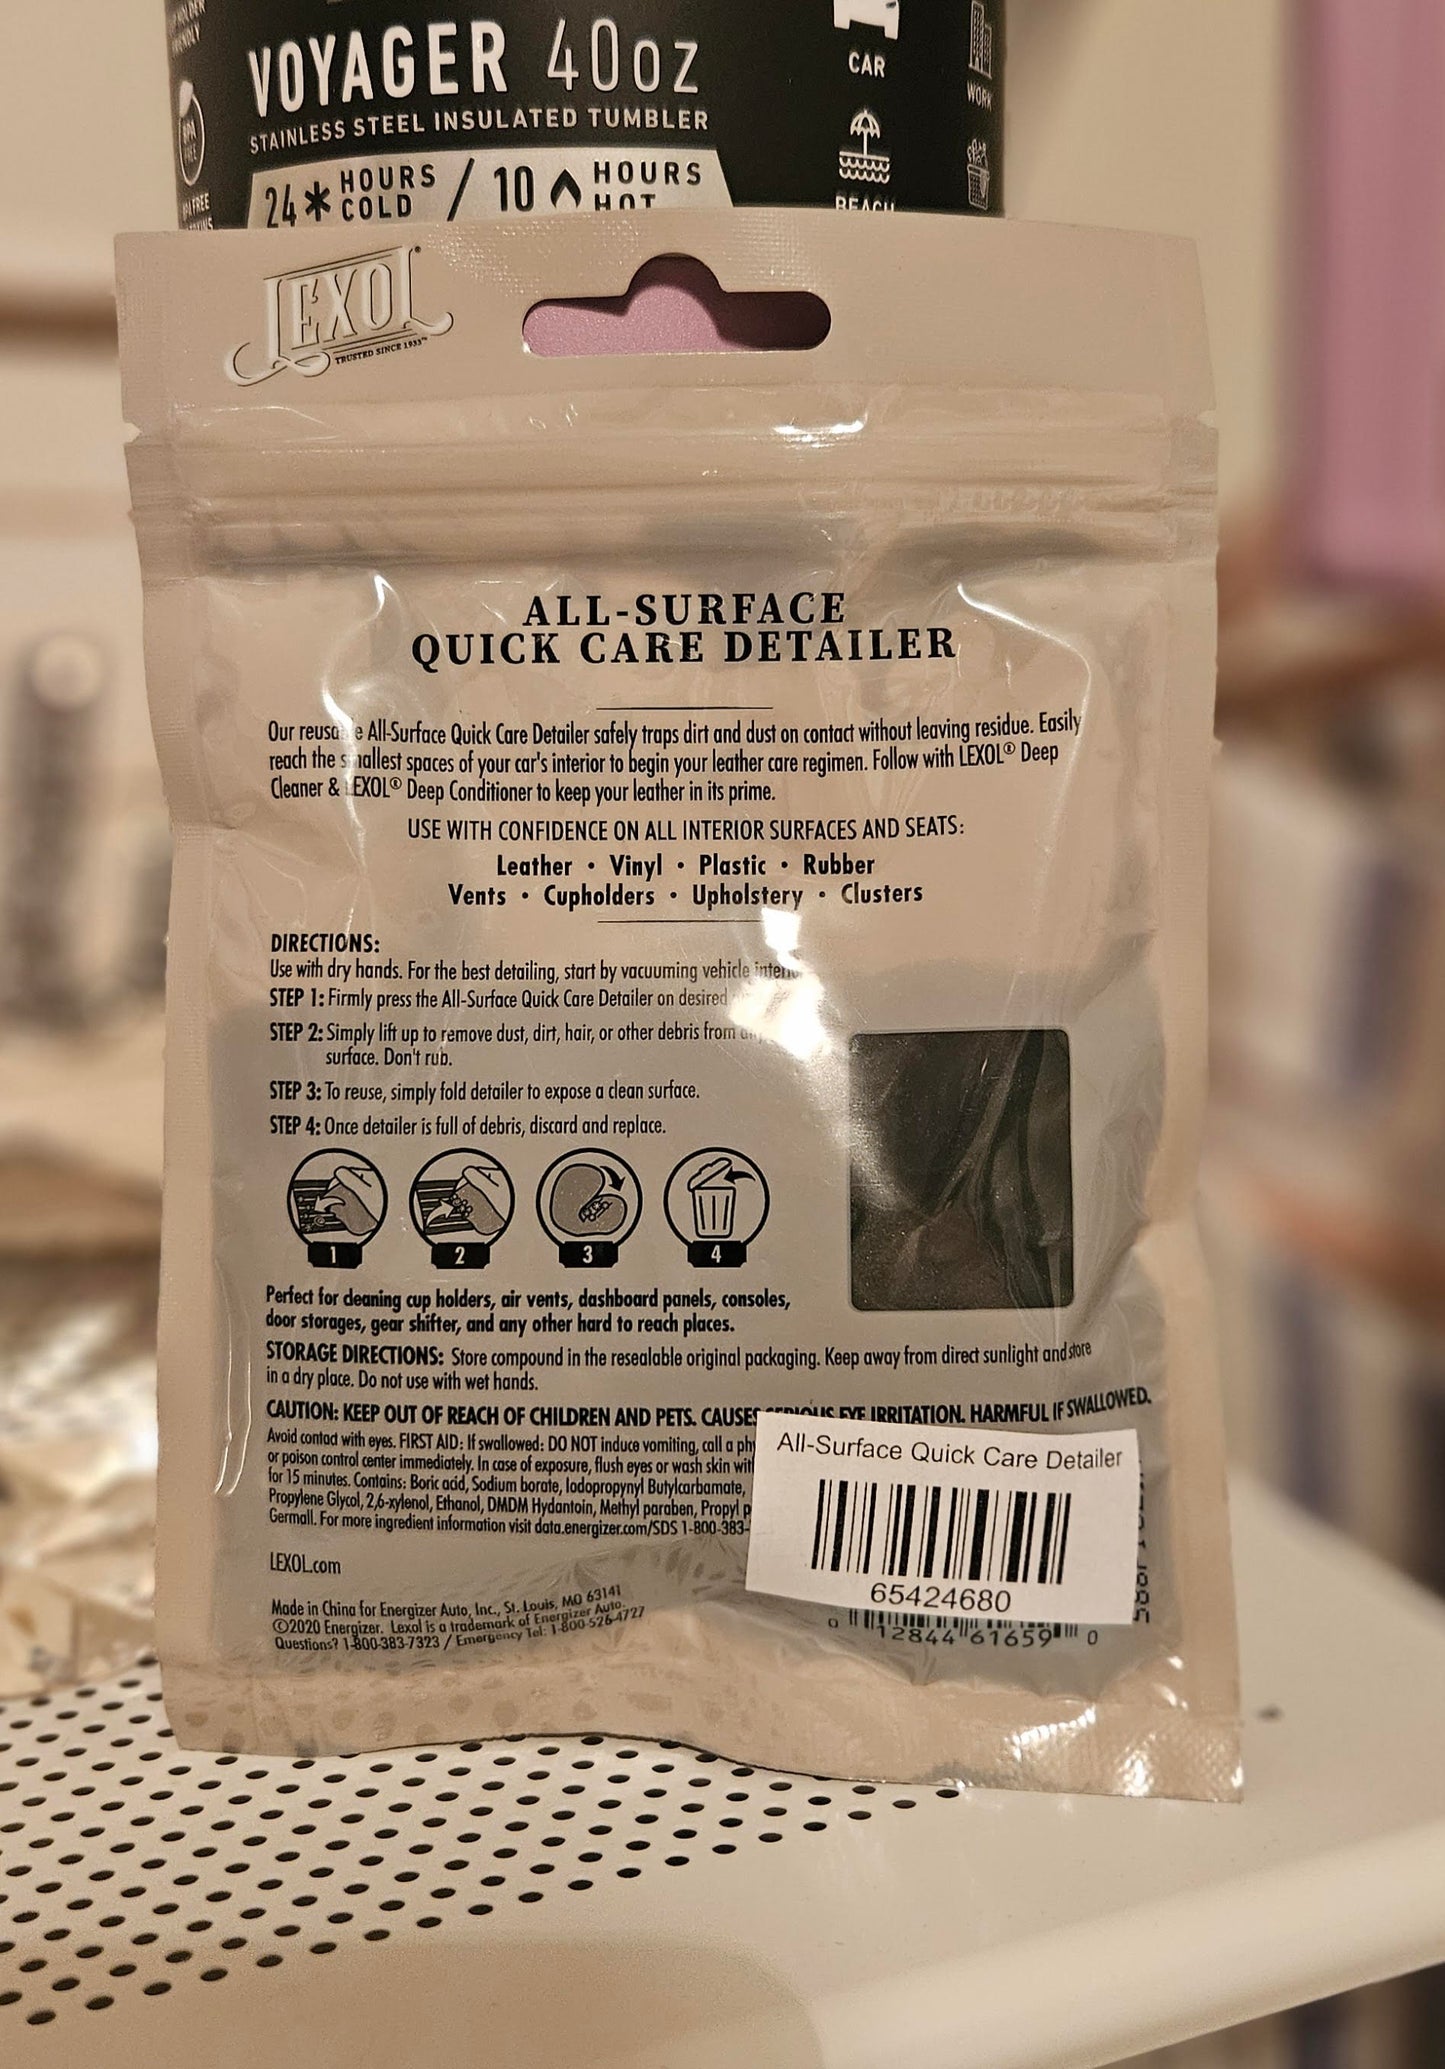 VOYAGER 40oz
STAINLESS STEEL INSULATED TUMBLER
24 HOURS COLD / 10 HOURS HOT
CAR
WORK
BEACH
BPA FREE
LEXOL®
TRUSTED SINCE 1933™
ALL-SURFACE
QUICK CARE DETAILER
Our reusa e All-Surface Quick Care Detailer safely traps dirt and dust on contact without leaving residue. Easily
reach the s allest spaces of your car's interior to begin your leather care regimen. Follow with LEXOL® Deep
Cleaner & LEXOL® Deep Conditioner to keep your leather in its prime.
USE WITH CONFIDENCE ON ALL INTERIOR SURFACES AND SEATS:
Leather • Vinyl • Plastic • Rubber
Vents • Cupholders • Upholstery • Clusters
DIRECTIONS:
Use with dry hands. For the best detailing, start by vacuuming vehicle interio
STEP 1: Firmly press the All-Surface Quick Care Detailer on desired
STEP 2: Simply lift up to remove dust, dirt, hair, or other debris from any
surface. Don't rub.
STEP 3: To reuse, simply fold detailer to expose a clean surface.
STEP 4: Once detailer is full of debris, discard and replace.
1 2 3 4
Perfect for cleaning cup holders, air vents, dashboard panels, consoles,
door storages, gear shifter, and any other hard to reach places.
STORAGE DIRECTIONS: Store compound in the resealable original packaging. Keep away from direct sunlight and store
in a dry place. Do not use with wet hands.
CAUTION: KEEP OUT OF REACH OF CHILDREN AND PETS. CAUSES SERIOUS EYE IRRITATION. HARMFUL IF SWALLOWED.
Avoid contact with eyes. FIRST AID: If swallowed: DO NOT induce vomiting, call a ph
or poison control center immediately. In case of exposure, flush eyes or wash skin wit
for 15 minutes. Contains: Boric acid, Sodium borate, Iodopropynyl Butylcarbamate,
Propylene Glycol, 2,6-xylenol, Ethanol, DMDM Hydantoin, Methyl paraben, Propyl p
Germall. For more ingredient information visit data.energizer.com/SDS 1-800-383-
LEXOL.com
Made in China for Energizer Auto, Inc., St. Louis, MO 63141
©2020 Energizer. Lexol is a trademark of Energizer Auto.
Questions? 1-800-383-7323 / Emergency Tel: 1-800-526-4727
All-Surface Quick Care Detailer
65424680
0 12844 61659 0